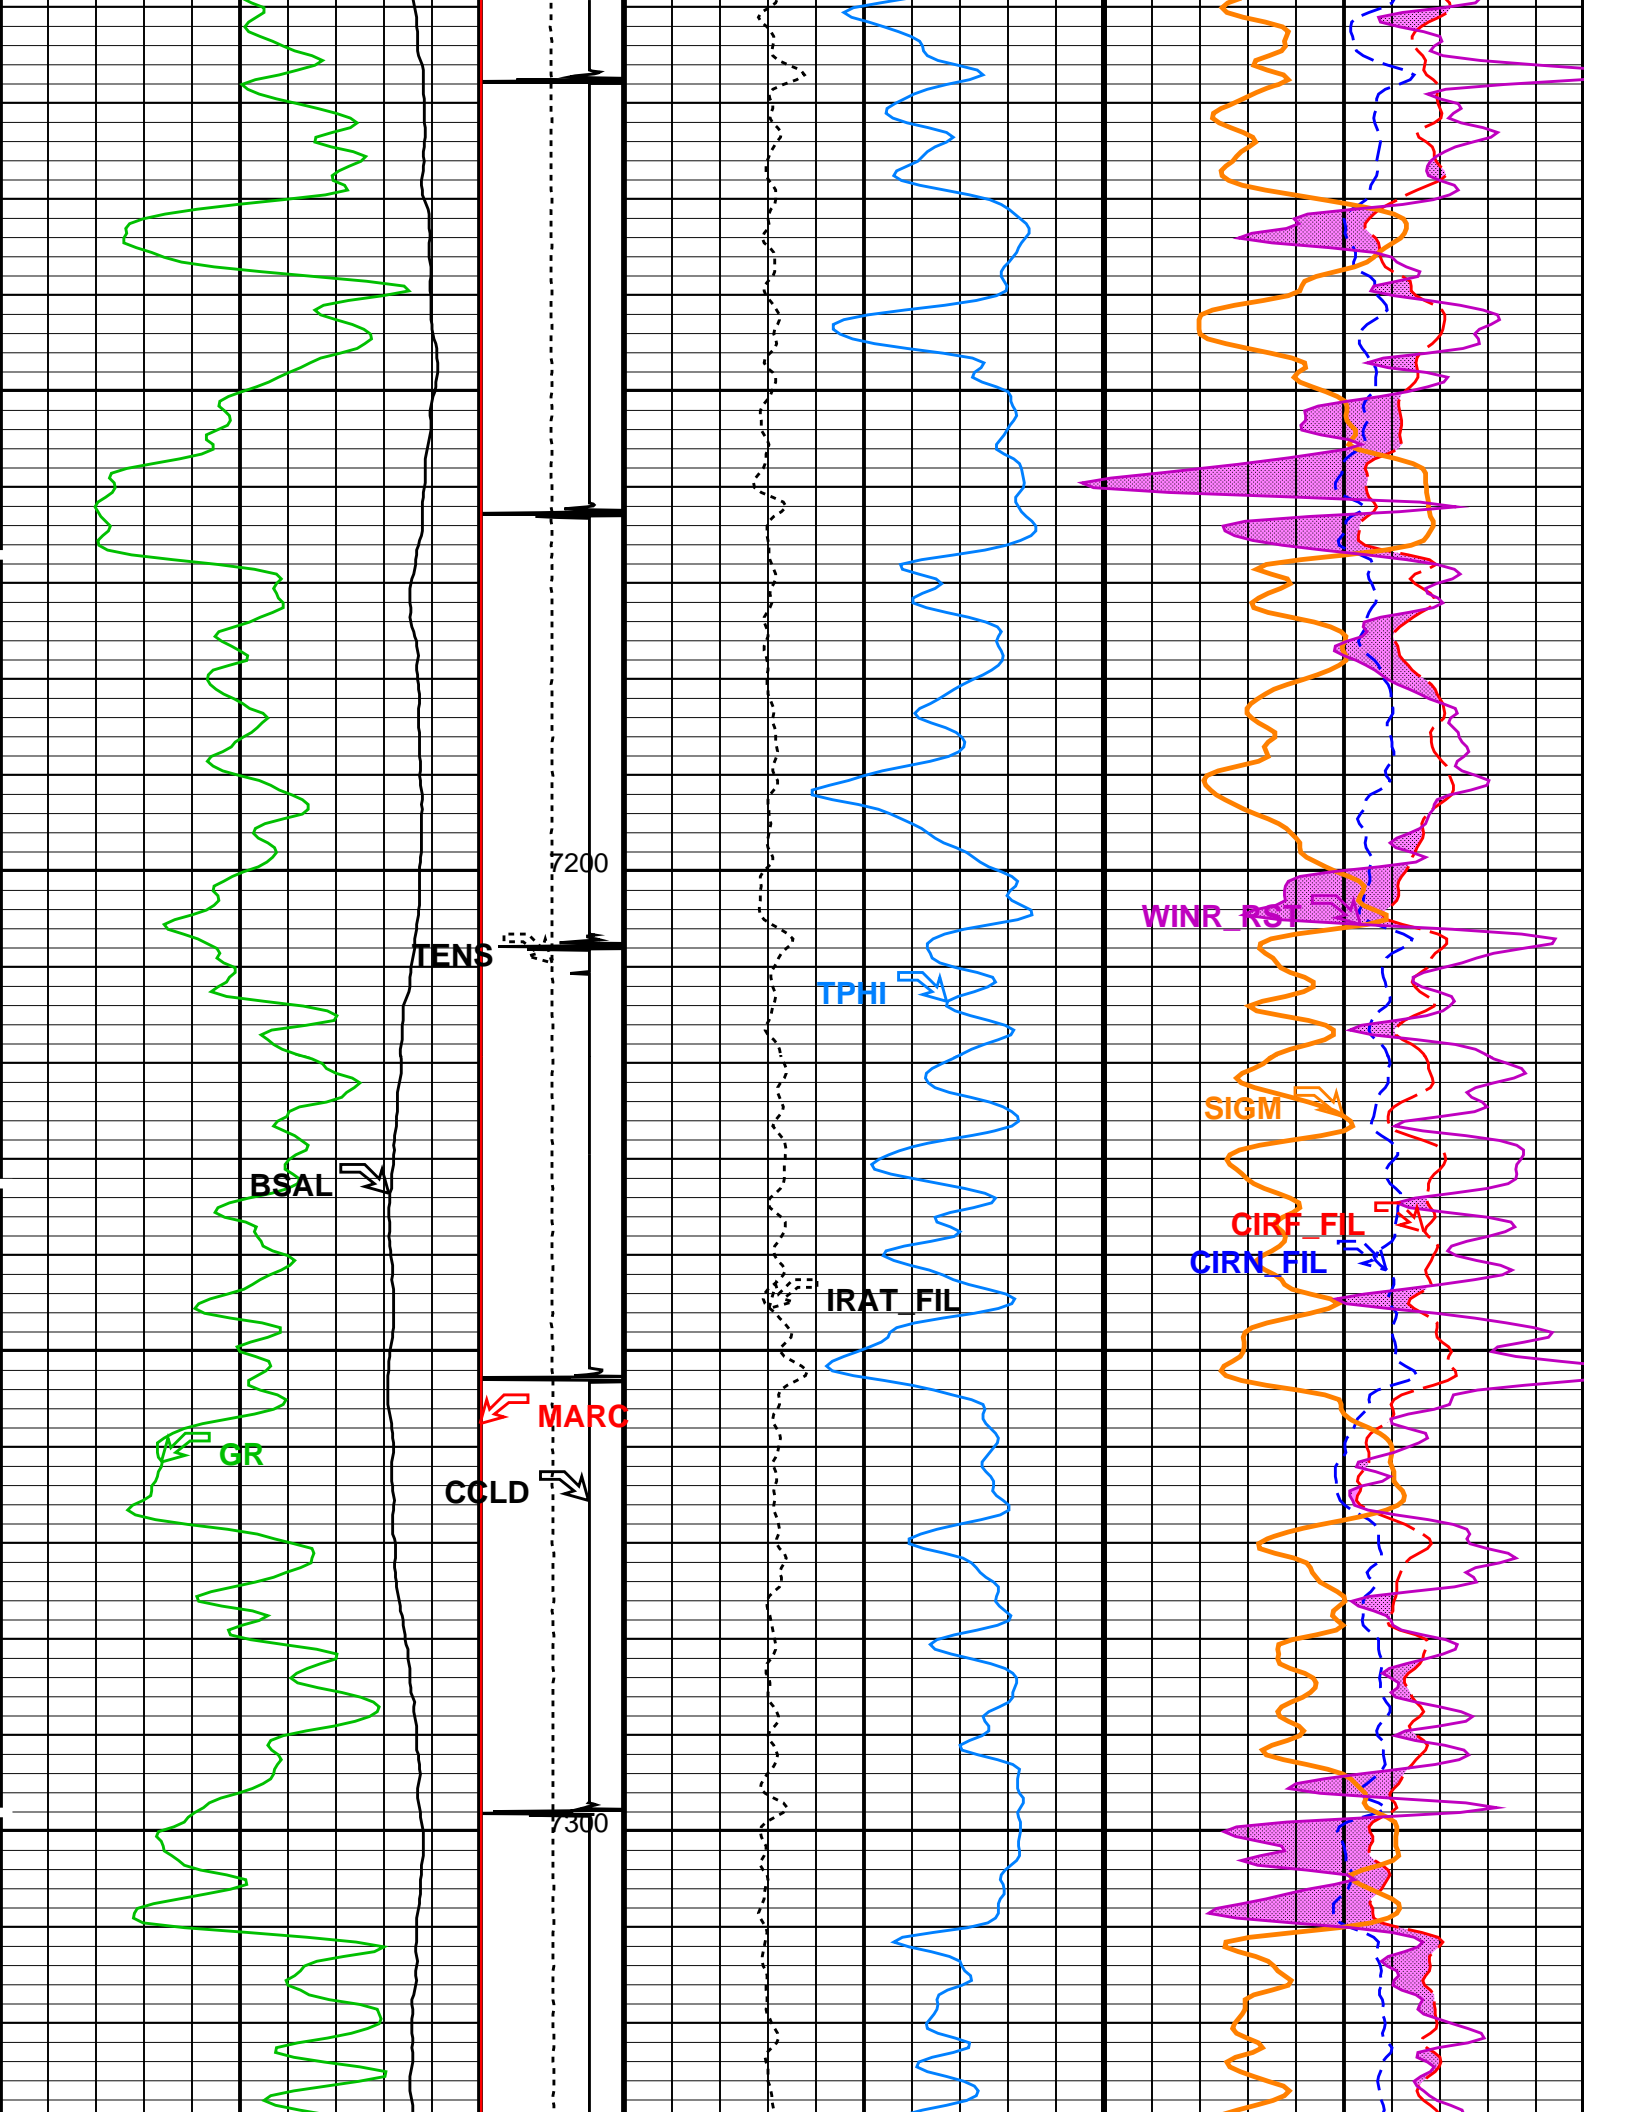 7200
WINR_RST
TENS
TPHI
SIGM
BSAL
CIRF_FIL
CIRN_FIL
IRAT_FIL
MARC
GR
CCLD
7300